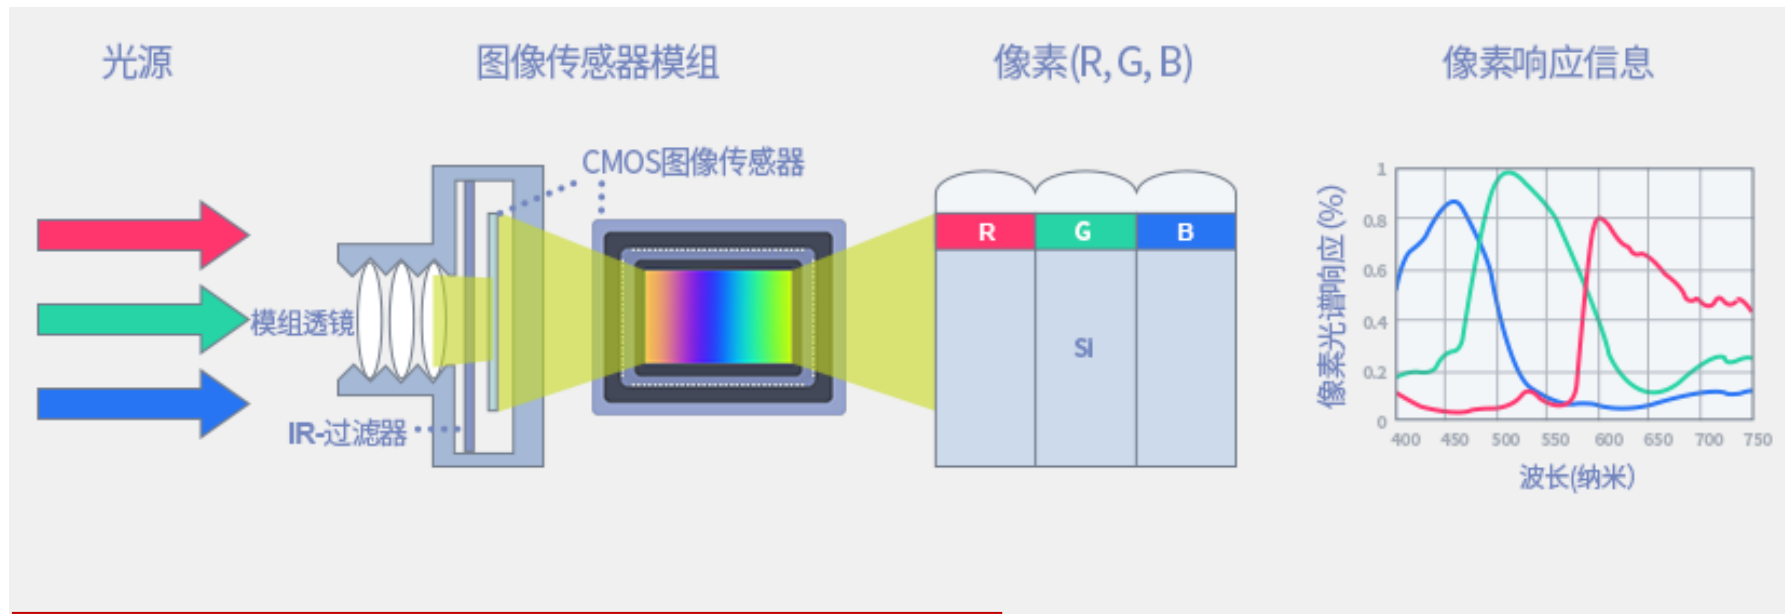 光源
图像传感器模组
像素(R, G, B)
像素响应信息
CMOS图像传感器
模组透镜
IR-过滤器
R
G
B
SI
像素光谱响应(%)
1
0.8
0.6
0.4
0.2
0
400 450 500 550 600 650 700 750
波长(纳米)